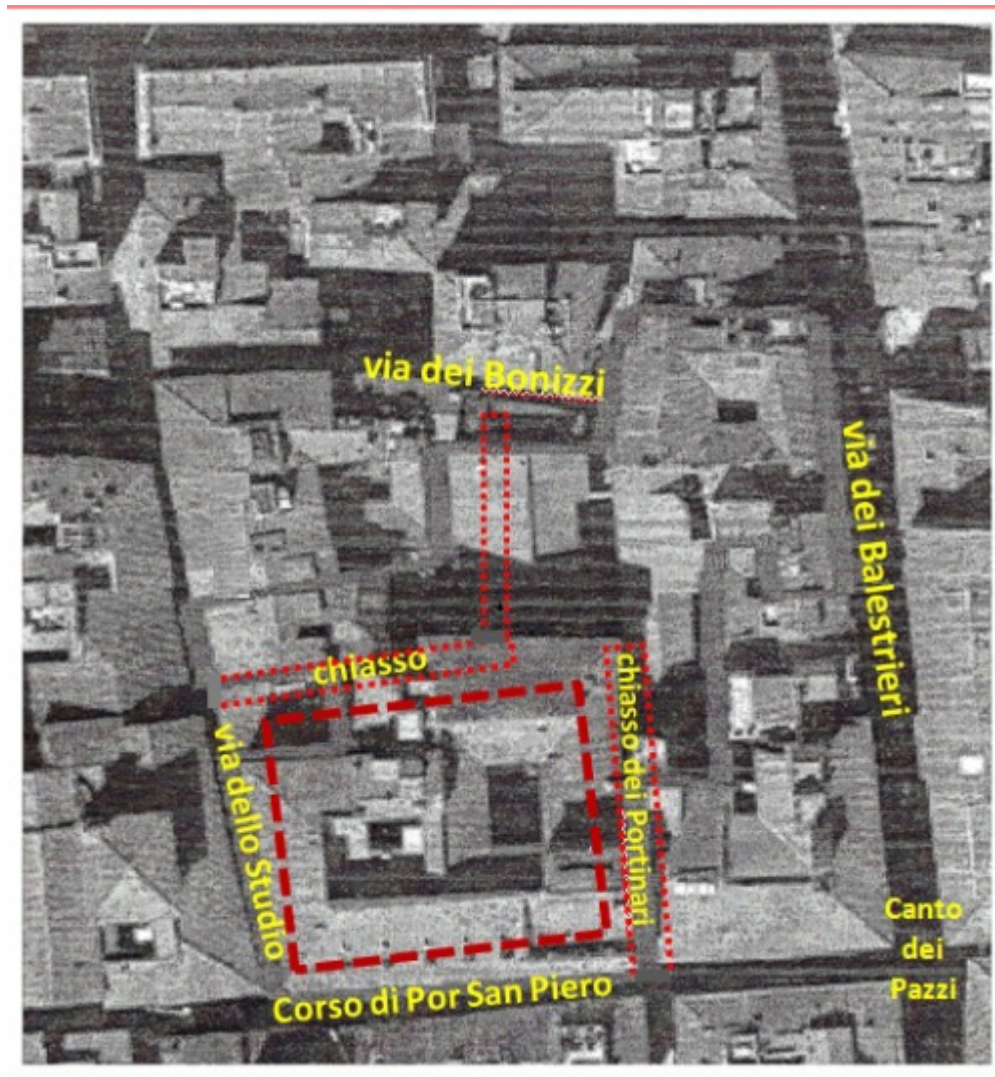 via dei Bonizzi
via dei Balestrieri
chiasso
chiasso dei Portinari
via dello Studio
Canto
dei
Pazzi
Corso di Por San Piero